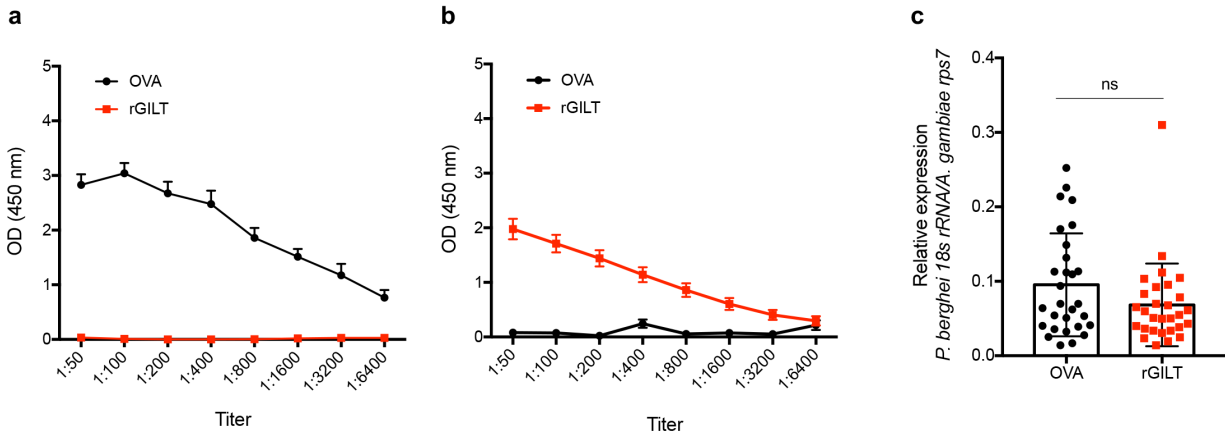 a
OD (450 nm)
5
4
3
2
1
0
OVA
rGILT
1:50
1:100
1:200
1:400
1:800
1:1600
1:3200
1:6400
Titer
b
OD (450 nm)
5
4
3
2
1
0
OVA
rGILT
1:50
1:100
1:200
1:400
1:800
1:1600
1:3200
1:6400
Titer
c
Relative expression
P. berghei 18s rRNA/A. gambiae rps7
0.4
0.3
0.2
0.1
0.0
ns
OVA
rGILT